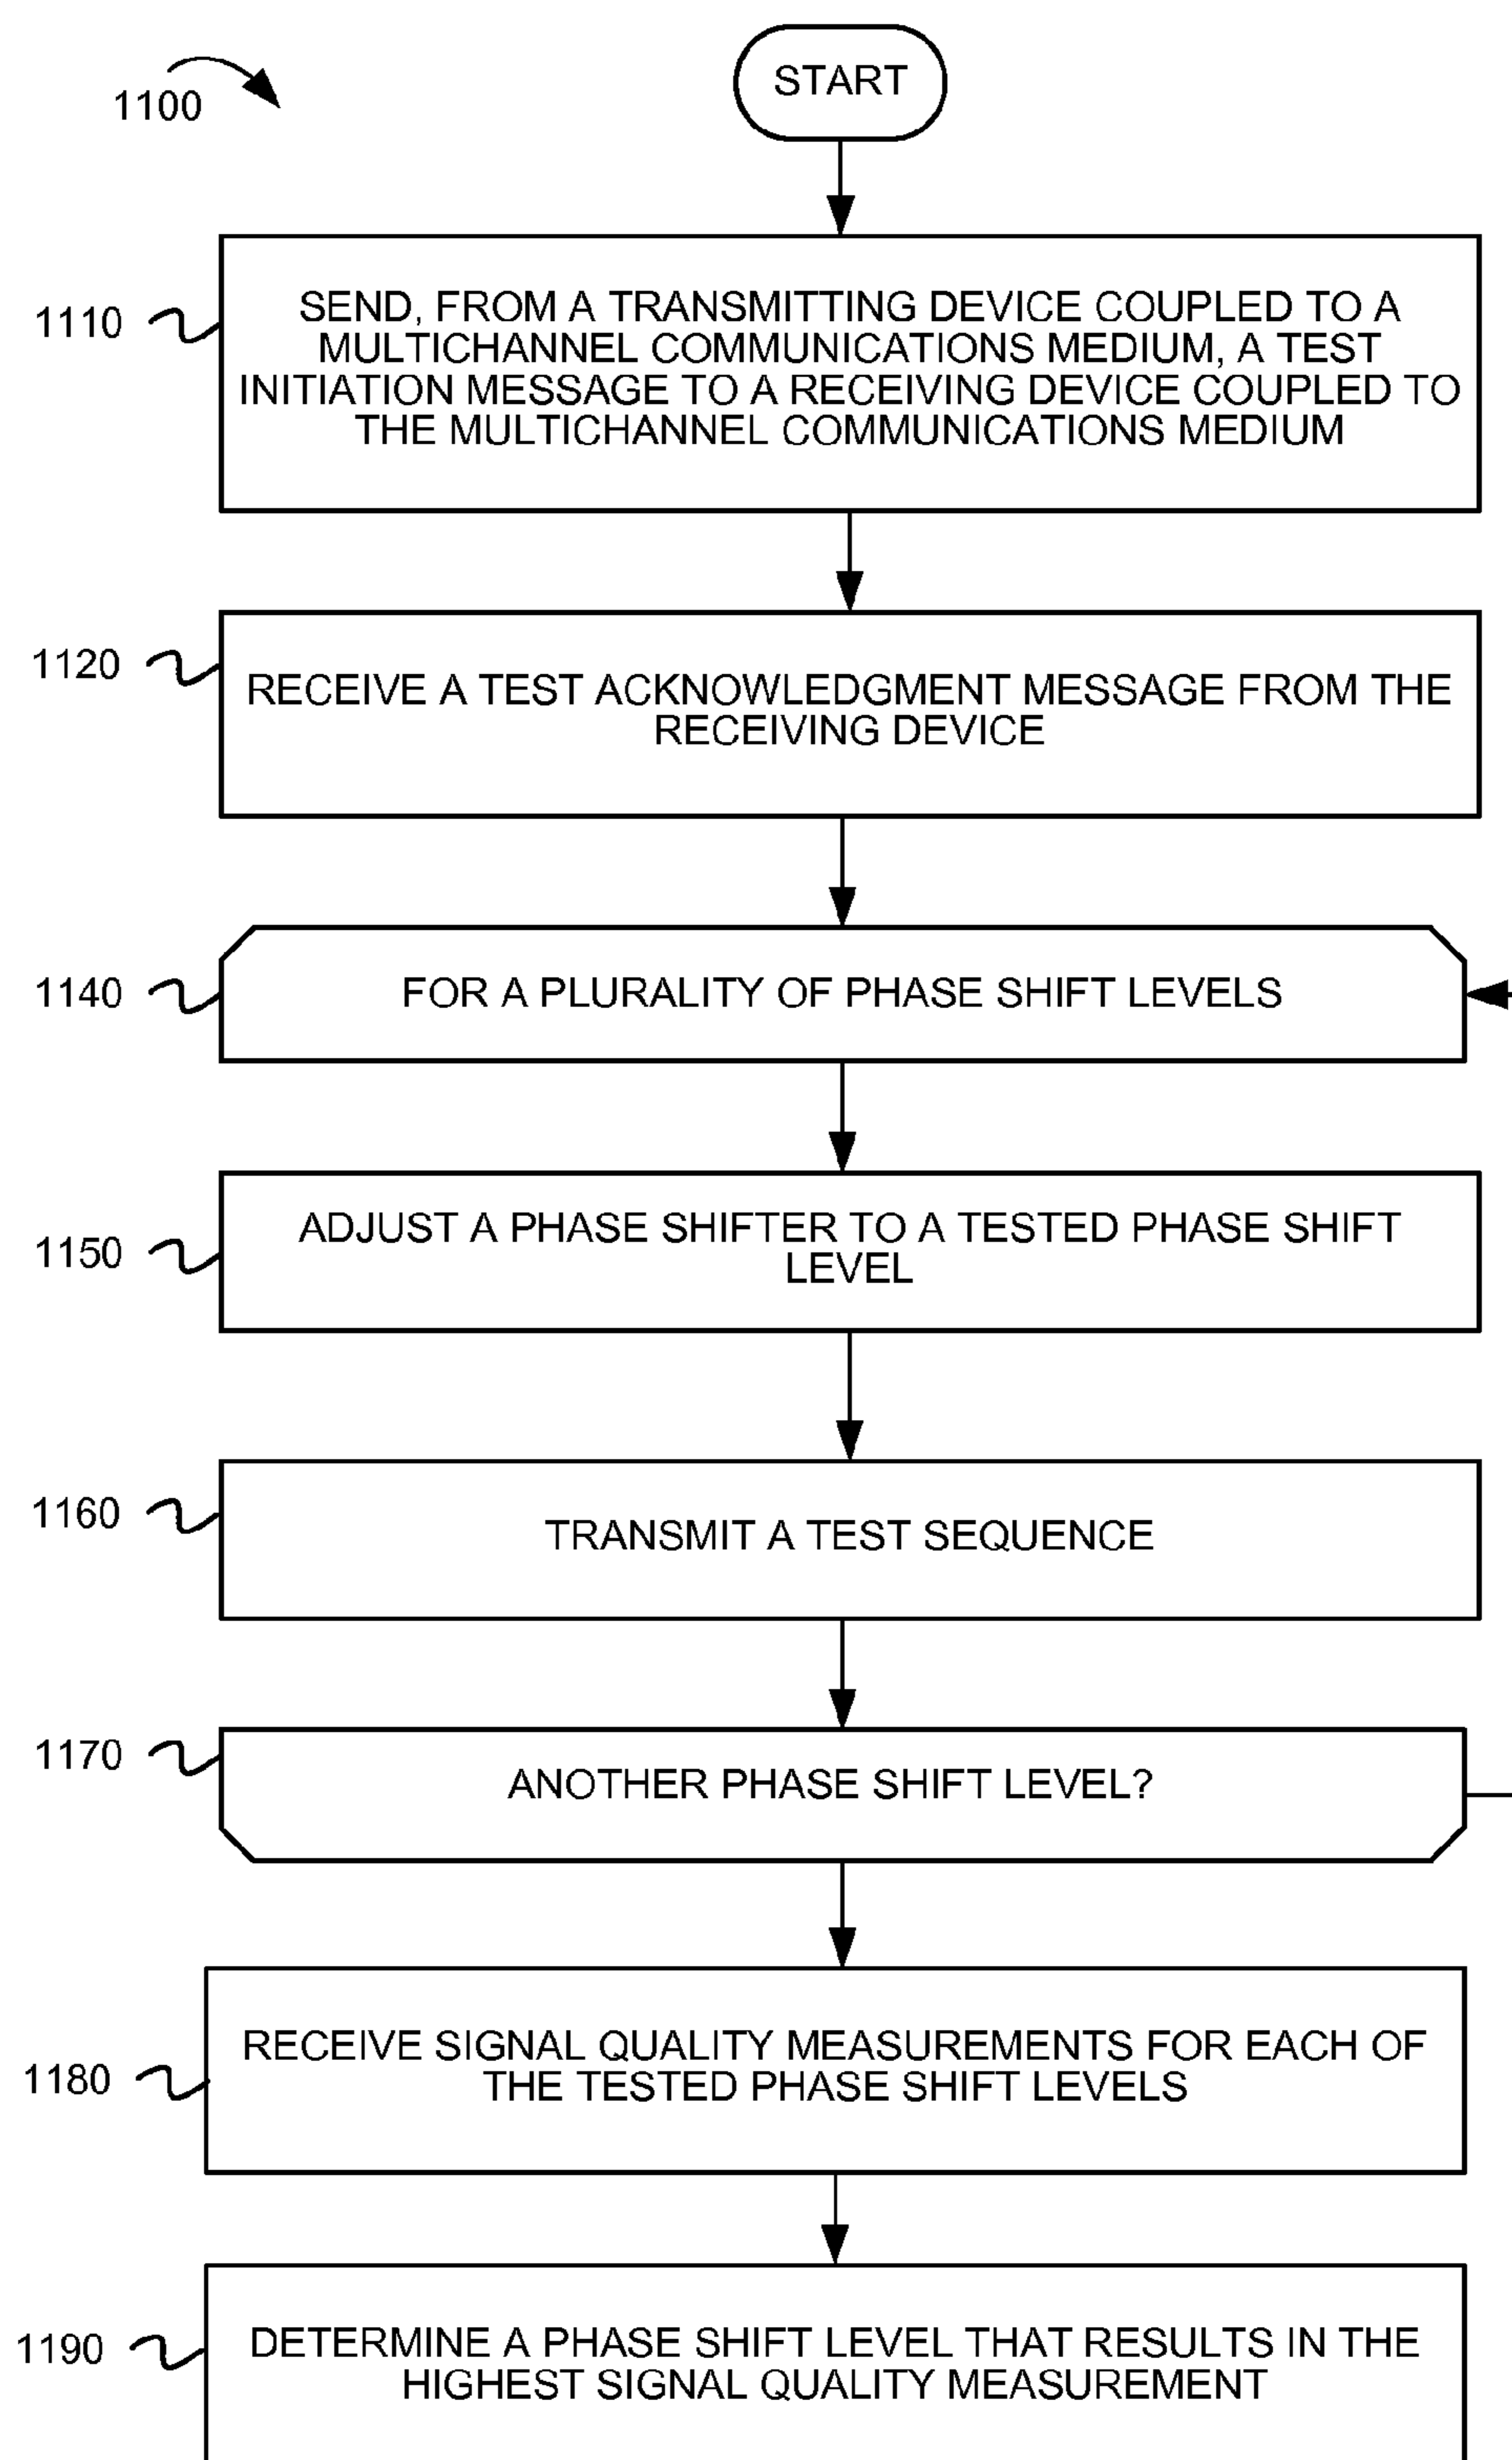 1100
START
1110
SEND, FROM A TRANSMITTING DEVICE COUPLED TO A
MULTICHANNEL COMMUNICATIONS MEDIUM, A TEST
INITIATION MESSAGE TO A RECEIVING DEVICE COUPLED TO
THE MULTICHANNEL COMMUNICATIONS MEDIUM
1120
RECEIVE A TEST ACKNOWLEDGMENT MESSAGE FROM THE
RECEIVING DEVICE
1140
FOR A PLURALITY OF PHASE SHIFT LEVELS
1150
ADJUST A PHASE SHIFTER TO A TESTED PHASE SHIFT
LEVEL
1160
TRANSMIT A TEST SEQUENCE
1170
ANOTHER PHASE SHIFT LEVEL?
1180
RECEIVE SIGNAL QUALITY MEASUREMENTS FOR EACH OF
THE TESTED PHASE SHIFT LEVELS
1190
DETERMINE A PHASE SHIFT LEVEL THAT RESULTS IN THE
HIGHEST SIGNAL QUALITY MEASUREMENT